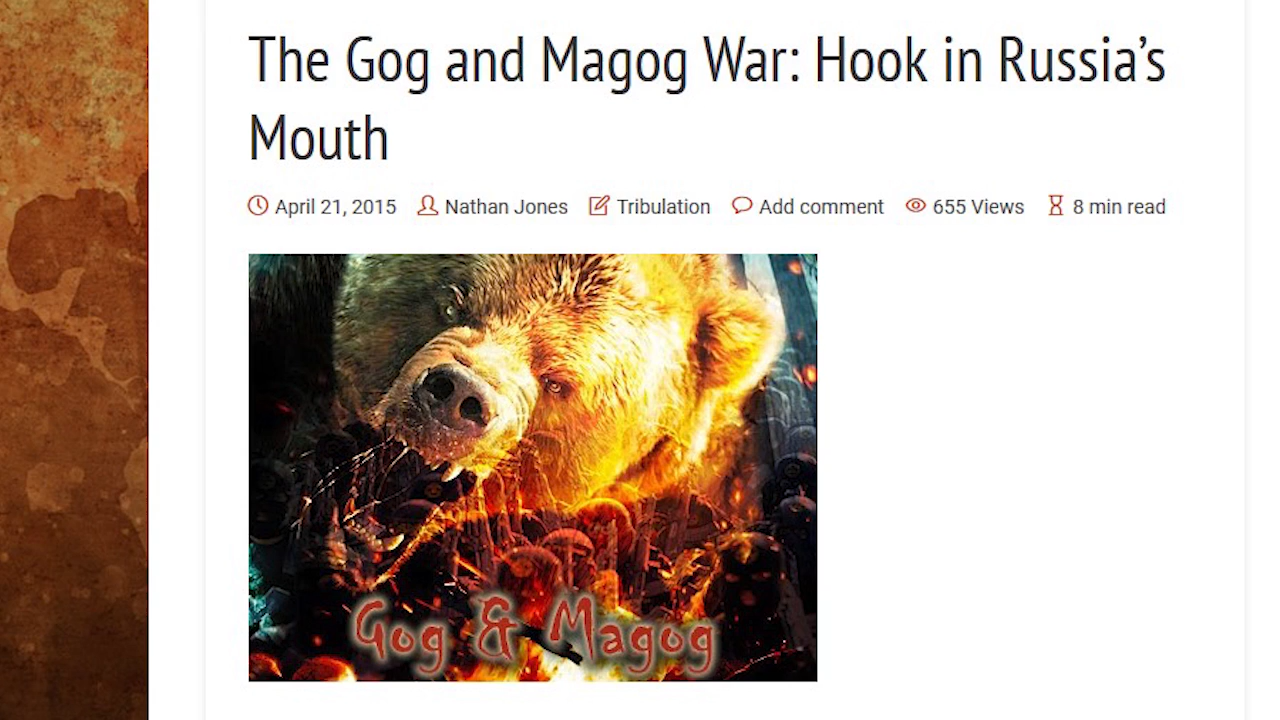 The Gog and Magog War: Hook in Russia’s
Mouth
April 21, 2015 Nathan Jones Tribulation Add comment 655 Views 8 min read
Gog & Magog